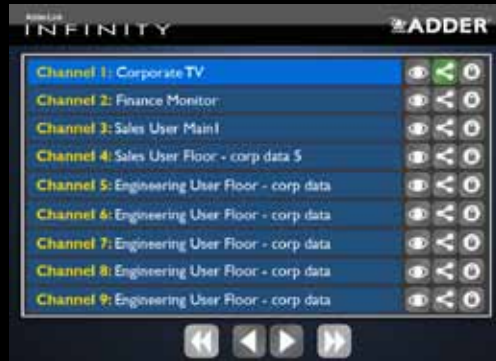 AdderLink
INFINITY
ADDER
Channel 1: Corporate TV
Channel 2: Finance Monitor
Channel 3: Sales User Main1
Channel 4: Sales User Floor - corp data 5
Channel 5: Engineering User Floor - corp data
Channel 6: Engineering User Floor - corp data
Channel 7: Engineering User Floor - corp data
Channel 8: Engineering User Floor - corp data
Channel 9: Engineering User Floor - corp data